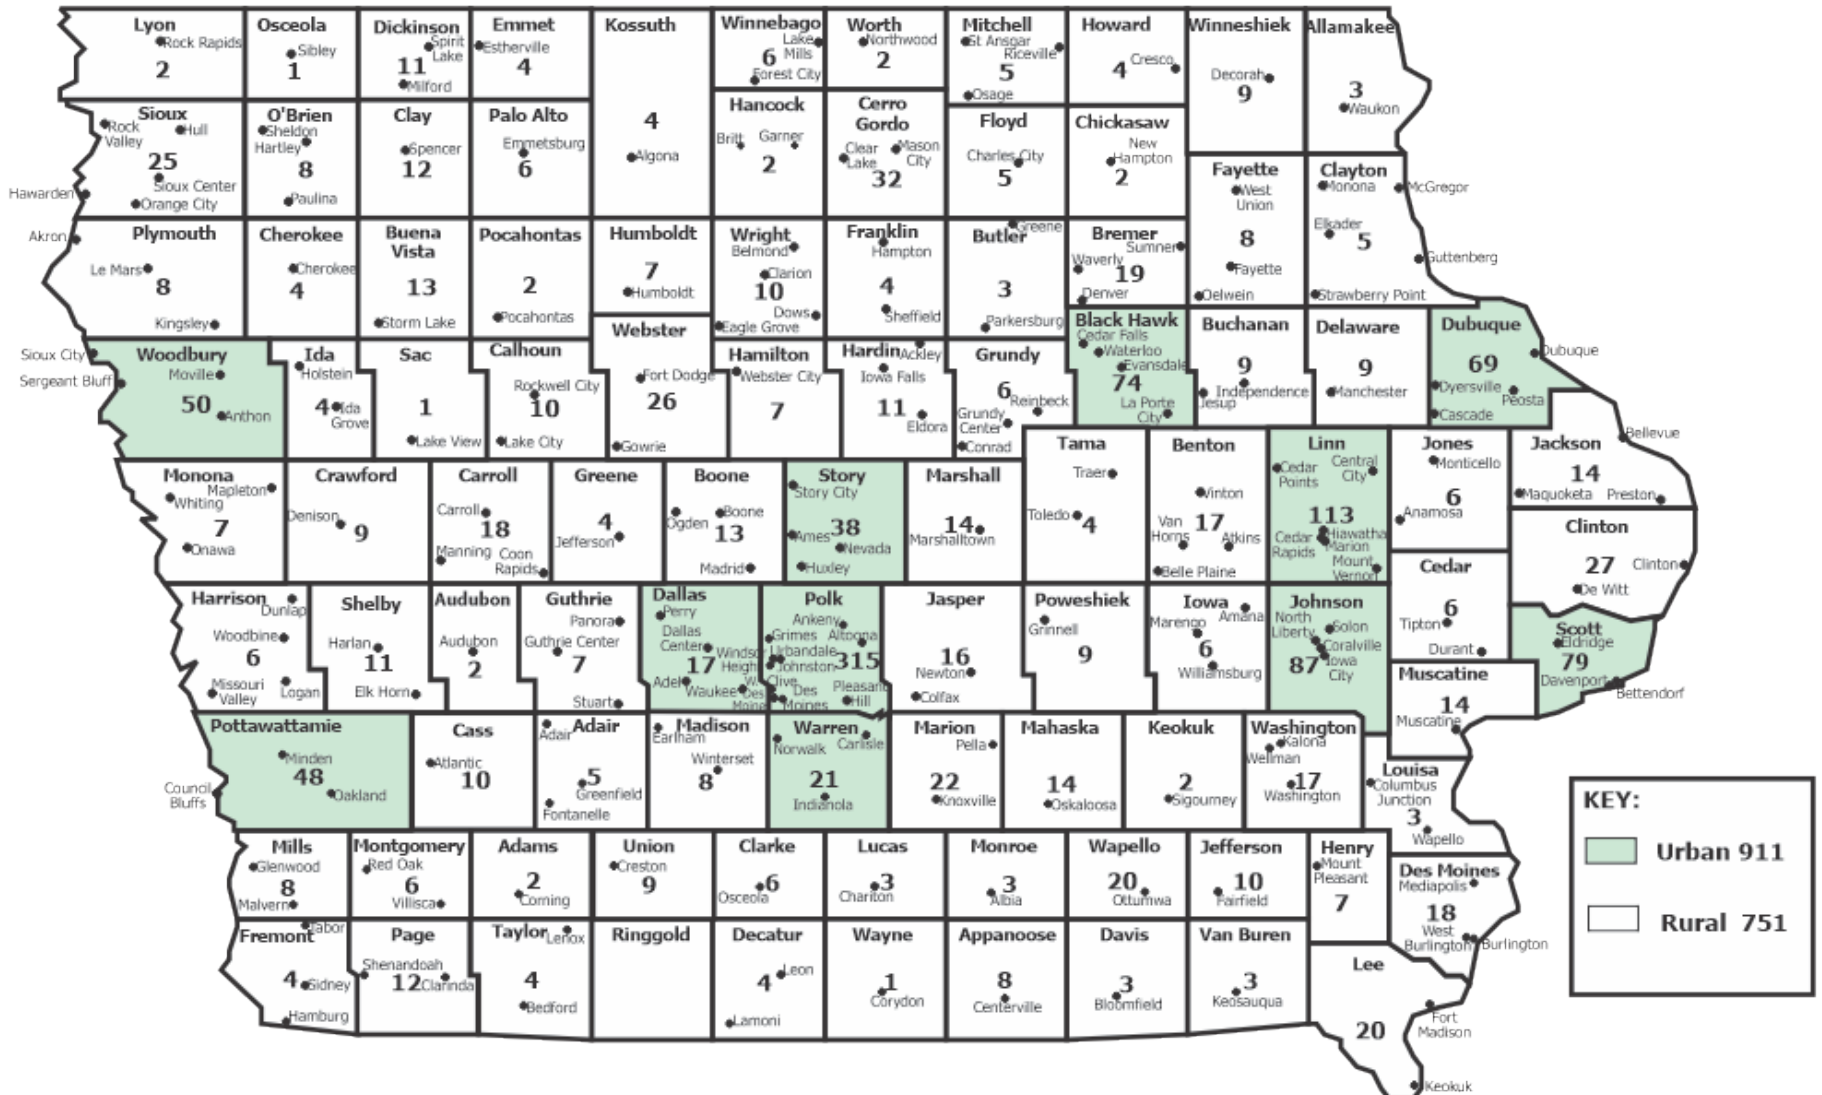 Lyon
Rock Rapids
2
Osceola
Sibley
1
Dickinson
Spirit
Lake
11
Milford
Emmet
Estherville
4
Kossuth
4
Algona
Winnebago
Lake
Mills
6
Forest City
Worth
Northwood
2
Mitchell
St Ansgar
Riceville
5
Osage
Howard
Cresco
4
Winneshiek
Decorah
9
Allamakee
3
Waukon
Sioux
Rock
Valley
Hull
25
Sioux Center
Orange City
Hawarden
O'Brien
Sheldon
Hartley
8
Paulina
Clay
Spencer
12
Palo Alto
Emmetsburg
6
Hancock
Britt
Garner
2
Cerro
Gordo
Clear
Lake
Mason
City
32
Floyd
Charles City
5
Chickasaw
New
Hampton
2
Fayette
West
Union
8
Fayette
Oelwein
Clayton
Monona
McGregor
Elkader
5
Guttenberg
Strawberry Point
Akron
Plymouth
Le Mars
8
Kingsley
Cherokee
Cherokee
4
Buena
Vista
13
Storm Lake
Pocahontas
2
Pocahontas
Humboldt
7
Humboldt
Wright
Belmond
Clarion
10
Dows
Eagle Grove
Franklin
Hampton
4
Sheffield
Butler
Greene
3
Parkersburg
Bremer
Sumner
Waverly
19
Denver
Black Hawk
Cedar Falls
Waterloo
Evansdale
74
La Porte
City
Buchanan
9
Independence
Jesup
Delaware
9
Manchester
Dubuque
Dubuque
69
Dyersville
Peosta
Cascade
Sioux City
Sergeant Bluff
Woodbury
Moville
50
Anthon
Ida
Holstein
4
Ida
Grove
Sac
1
Lake View
Calhoun
Rockwell City
10
Lake City
Webster
Fort Dodge
26
Gowrie
Hamilton
Webster City
7
Hardin
Ackley
Iowa Falls
11
Eldora
Grundy
6
Reinbeck
Grundy
Center
Conrad
Tama
Traer
Toledo
4
Benton
Vinton
Van
Horns
17
Atkins
Belle Plaine
Linn
Cedar
Points
Central
City
113
Hiawatha
Cedar
Rapids
Marion
Mount
Vernon
Jones
Monticello
6
Anamosa
Jackson
Bellevue
14
Maquoketa
Preston
Monona
Mapleton
Whiting
7
Onawa
Crawford
Denison
9
Carroll
Carroll
18
Manning
Coon
Rapids
Greene
4
Jefferson
Boone
Ogden
Boone
13
Madrid
Story
Story City
Ames
38
Nevada
Huxley
Marshall
14
Marshalltown
Cedar
6
Tipton
Durant
Clinton
27
Clinton
De Witt
Harrison
Dunlap
Woodbine
6
Missouri
Valley
Logan
Shelby
Harlan
11
Elk Horn
Audubon
Audubon
2
Guthrie
Panora
Guthrie Center
7
Stuart
Dallas
Perry
Dallas
Center
17
Adel
Waukee
Polk
Ankeny
Grimes
Altoona
Windsor
Heigh
Urbandale
Johnston
315
W.
Clive
Des
Moine
Des
Moines
Pleasant
Hill
Jasper
16
Newton
Colfax
Poweshiek
Grinnell
9
Iowa
Amana
Marengo
6
Williamsburg
Johnson
North
Liberty
Solon
Coralville
87
Iowa
City
Scott
Eldridge
79
Davenport
Bettendorf
Muscatine
14
Muscatine
Pottawattamie
Minden
48
Oakland
Council
Bluffs
Cass
Atlantic
10
Adair
Adair
5
Greenfield
Fontanelle
Madison
Earlham
Winterset
8
Warren
Norwalk
Carlisle
21
Indianola
Marion
Pella
22
Knoxville
Mahaska
14
Oskaloosa
Keokuk
2
Sigourney
Washington
Kalona
Wellman
17
Washington
Louisa
Columbus
Junction
3
Wapello
Mills
Glenwood
8
Malvern
Montgomery
Red Oak
6
Villisca
Adams
2
Corning
Union
Creston
9
Clarke
6
Osceola
Lucas
3
Chariton
Monroe
3
Albia
Wapello
20
Ottumwa
Jefferson
10
Fairfield
Henry
Mount
Pleasant
7
Des Moines
Mediapolis
18
West
Burlington
Burlington
Fremont
Tabor
4
Sidney
Hamburg
Page
Shenandoah
12
Clarinda
Taylor
Lenox
4
Bedford
Ringgold
Decatur
4
Leon
Lamoni
Wayne
1
Corydon
Appanoose
8
Centerville
Davis
3
Bloomfield
Van Buren
3
Keosauqua
Lee
20
Fort
Madison
Keokuk
KEY:
Urban 911
Rural 751